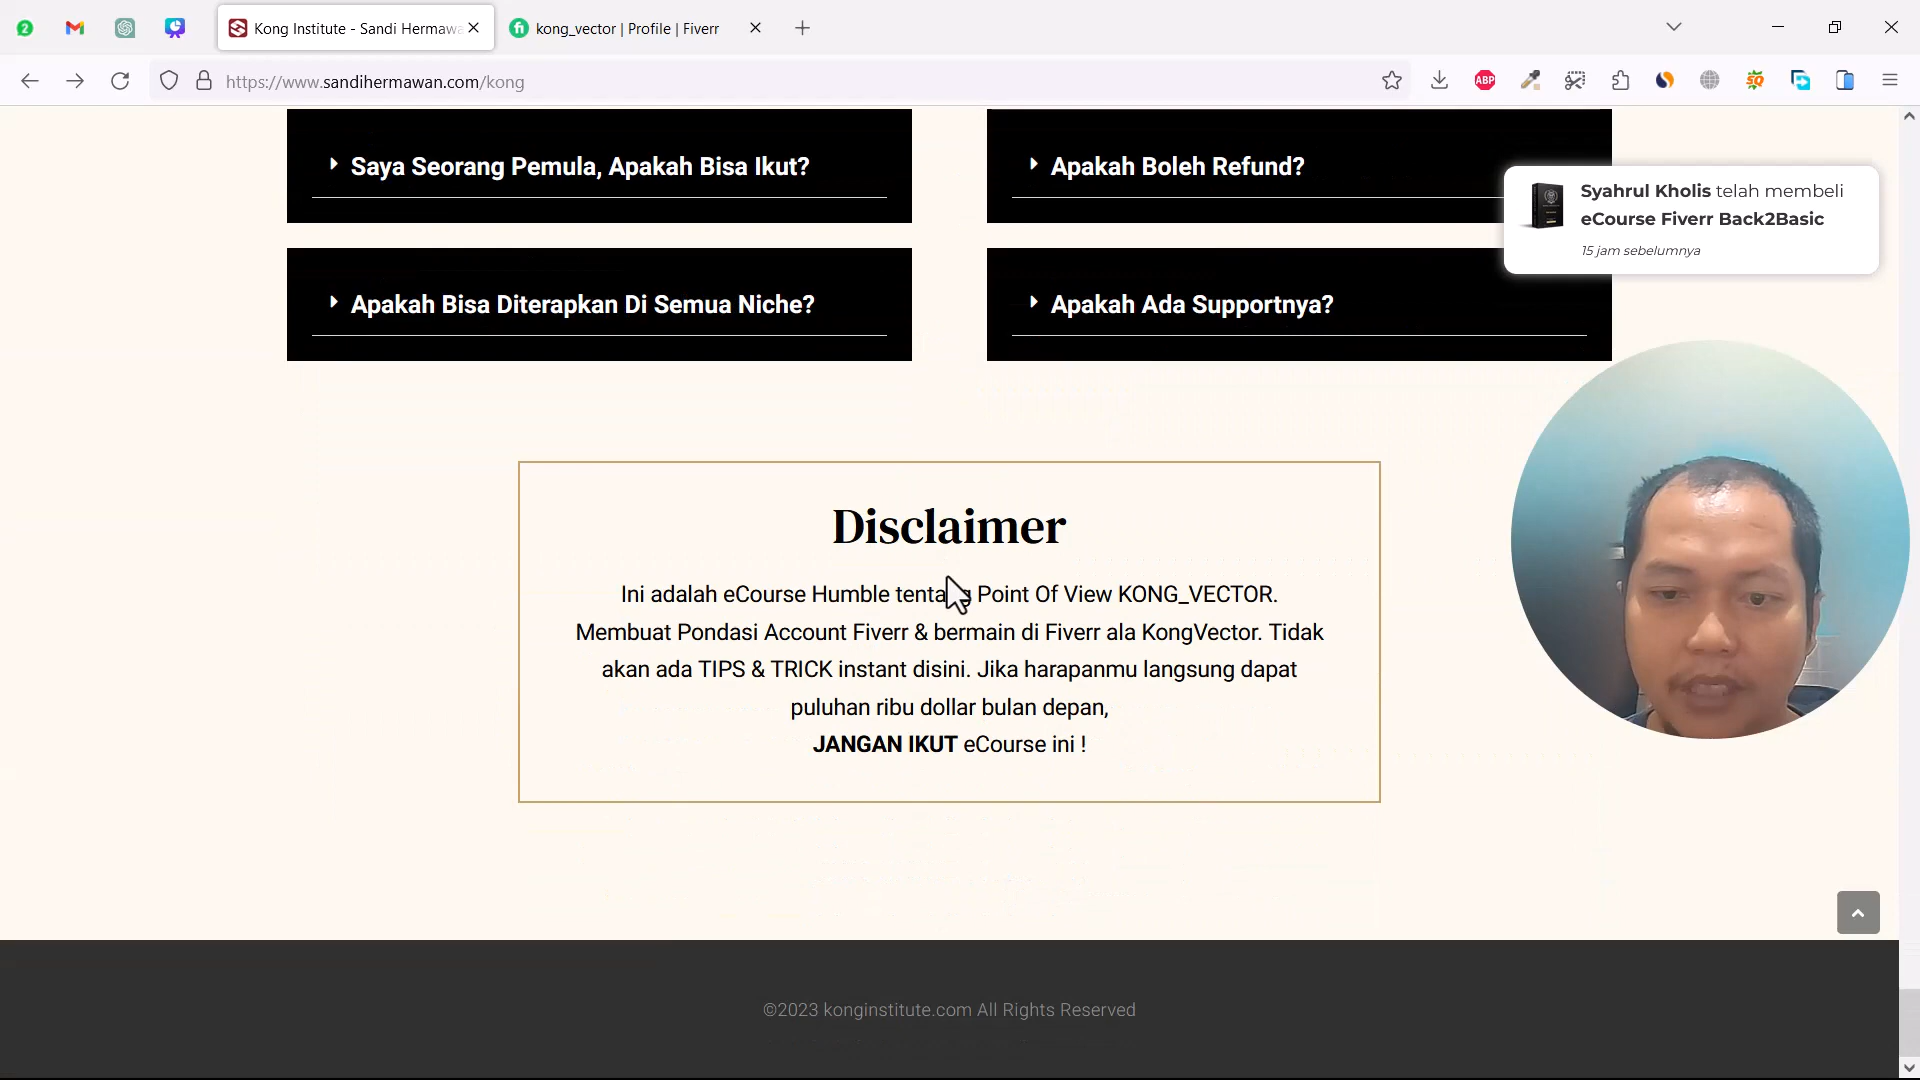 2
Kong Institute - Sandi Hermawa
kong_vector | Profile | Fiverr
https://www.sandihermawan.com/kong
ABP
SQ
Saya Seorang Pemula, Apakah Bisa Ikut?
Apakah Boleh Refund?
Syahrul Kholis telah membeli
eCourse Fiverr Back2Basic
15 jam sebelumnya
Apakah Bisa Diterapkan Di Semua Niche?
Apakah Ada Supportnya?
Disclaimer
Ini adalah eCourse Humble Point Of View KONG_VECTOR.
Membuat Pondasi Account Fiverr & bermain di Fiverr ala KongVector. Tidak
akan ada TIPS & TRICK instant disini. Jika harapanmu langsung dapat
puluhan ribu dollar bulan depan,
JANGAN IKUT eCourse ini !
©2023 konginstitute.com All Rights Reserved